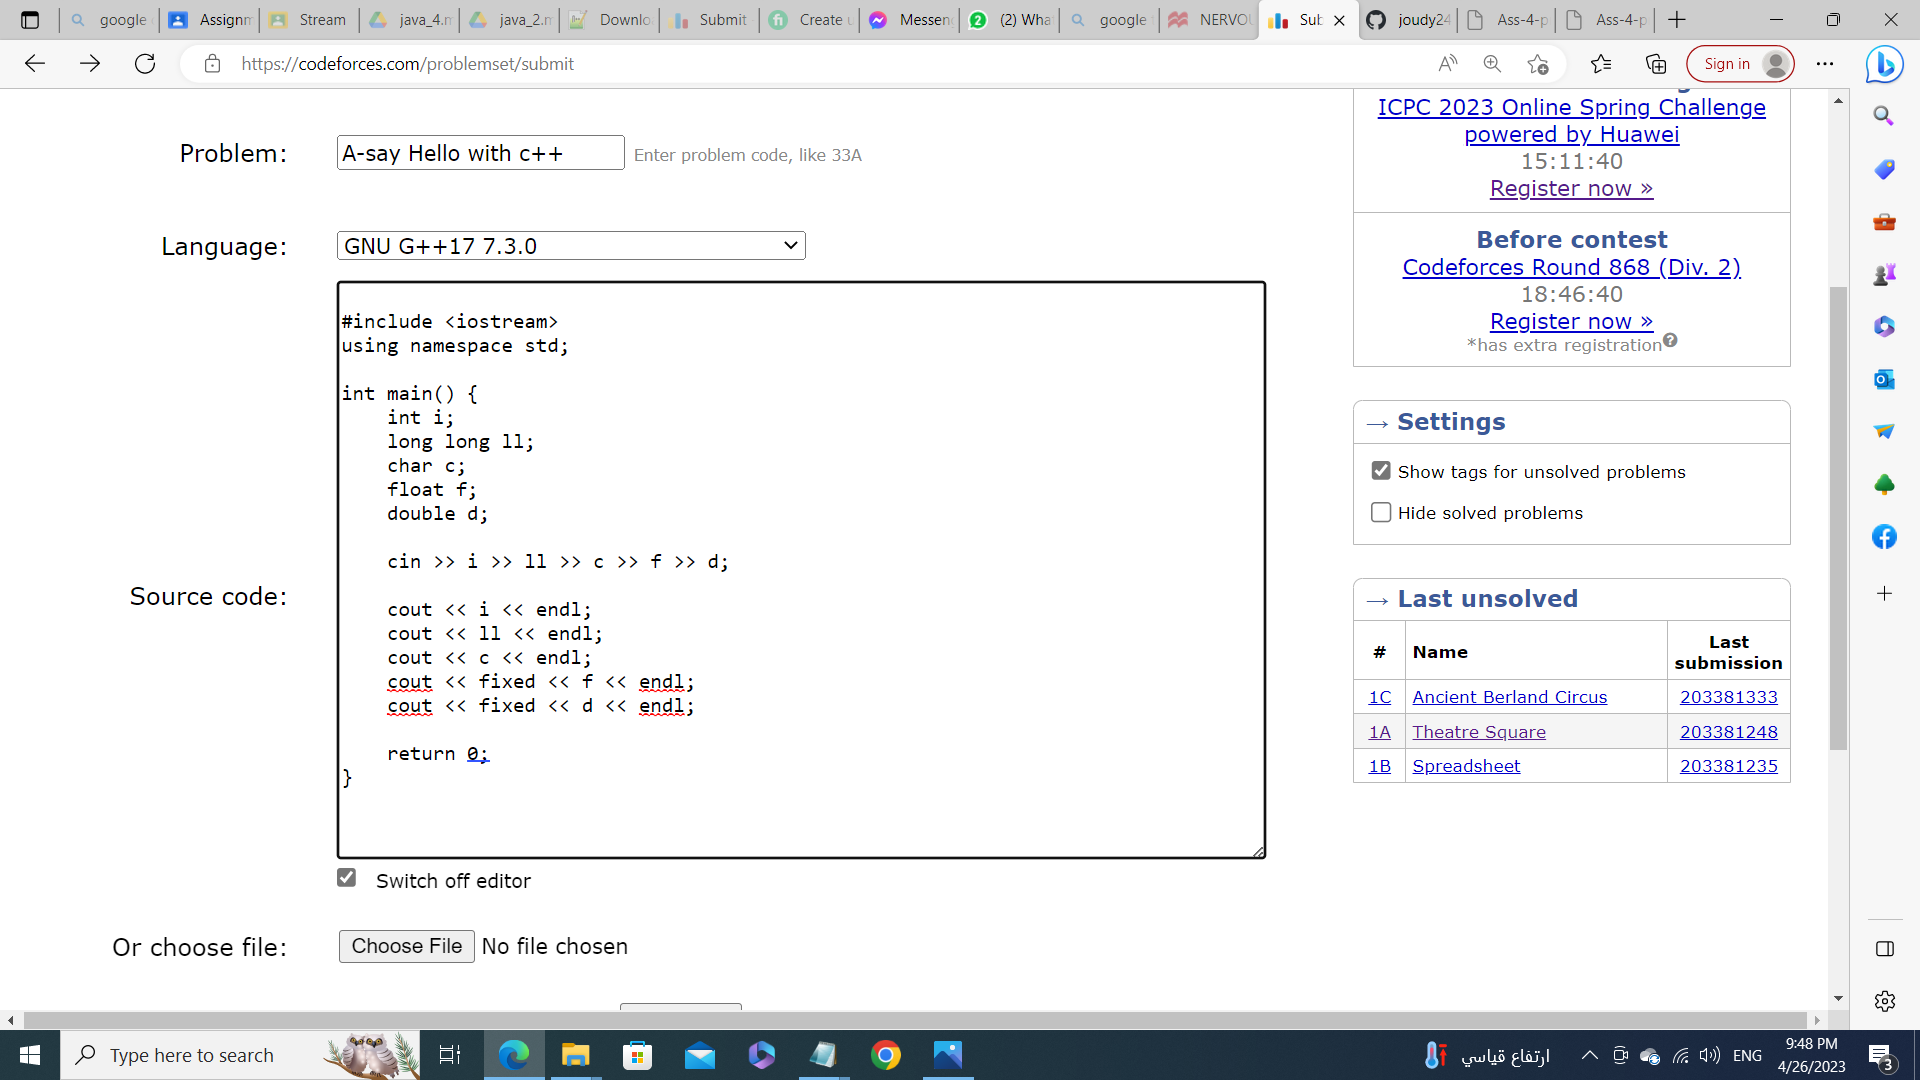 google
Assignm
Stream
java_4.m
java_2.m
Downlo
Submit
Create u
Messen
(2) Wha
google
NERVOU
Sub
joudy24
Ass-4-p
Ass-4-p
https://codeforces.com/problemset/submit
Sign in
Problem:
A-say Hello with c++
Enter problem code, like 33A
Language:
GNU G++17 7.3.0
Source code:
#include <iostream>
using namespace std;
int main() {
int i;
long long ll;
char c;
float f;
double d;
cin >> i >> ll >> c >> f >> d;
cout << i << endl;
cout << ll << endl;
cout << c << endl;
cout << fixed << f << endl;
cout << fixed << d << endl;
return 0;
}
Switch off editor
Or choose file:
Choose File No file chosen
ICPC 2023 Online Spring Challenge
powered by Huawei
15:11:40
Register now »
Before contest
Codeforces Round 868 (Div. 2)
18:46:40
Register now »
*has extra registration
→ Settings
Show tags for unsolved problems
Hide solved problems
→ Last unsolved
# Name Last submission
1C Ancient Berland Circus 203381333
1A Theatre Square 203381248
1B Spreadsheet 203381235
Type here to search
ارتفاع قياسي
ENG
9:48 PM
4/26/2023
3